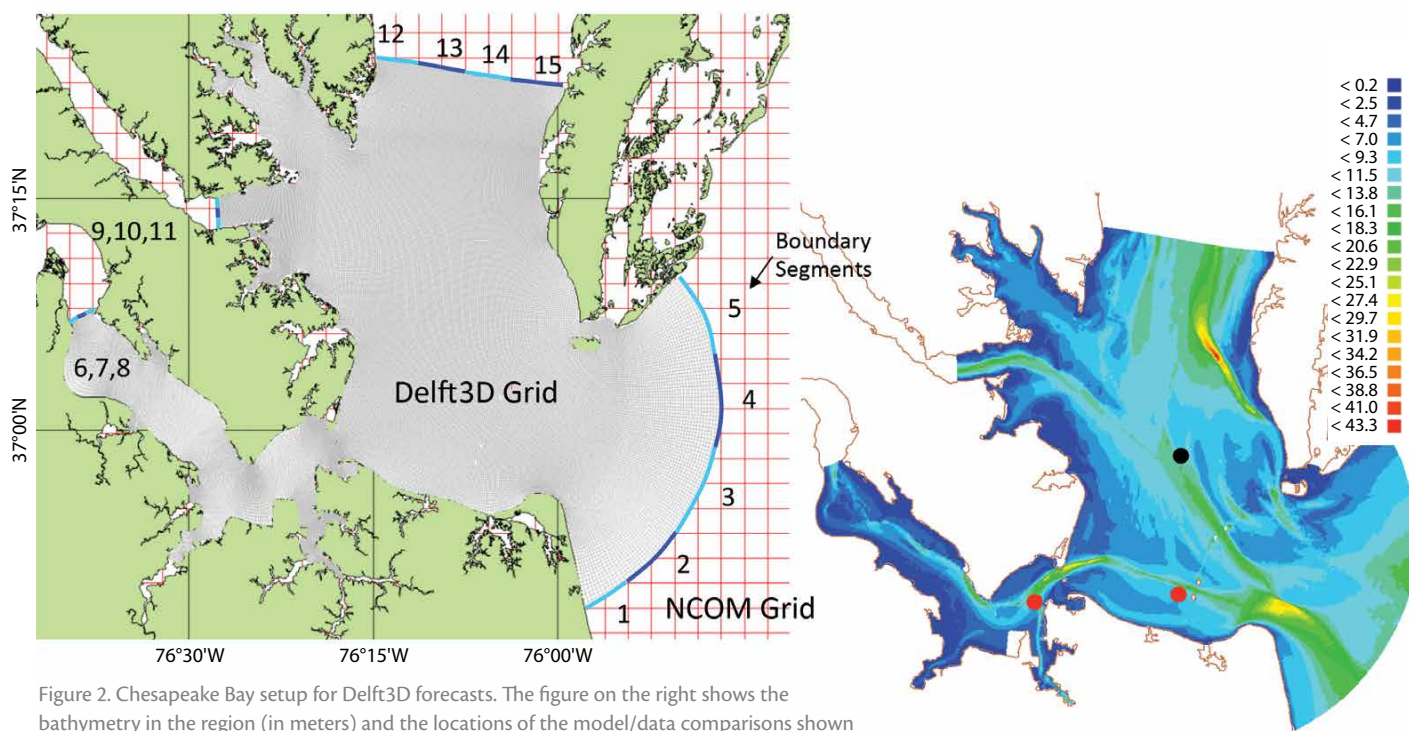 12
13
14
15
37°15'N
9,10,11
Boundary
Segments
5
6,7,8
Delft3D Grid
4
37°00'N
3
2
1
NCOM Grid
76°30'W
76°15'W
76°00'W
< 0.2
< 2.5
< 4.7
< 7.0
< 9.3
< 11.5
< 13.8
< 16.1
< 18.3
< 20.6
< 22.9
< 25.1
< 27.4
< 29.7
< 31.9
< 34.2
< 36.5
< 38.8
< 41.0
< 43.3
Figure 2. Chesapeake Bay setup for Delft3D forecasts. The figure on the right shows the
bathymetry in the region (in meters) and the locations of the model/data comparisons shown